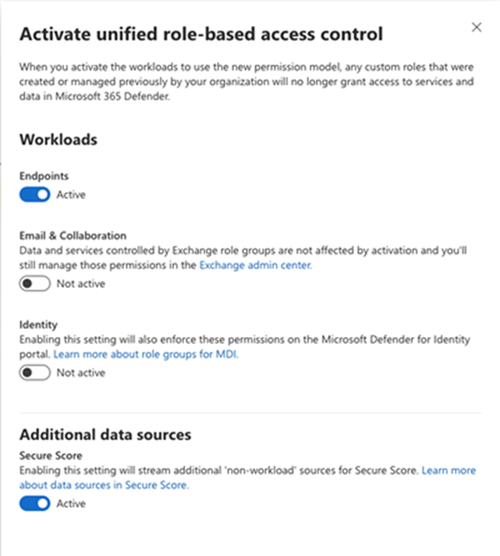 Activate unified role-based access control
When you activate the workloads to use the new permission model, any custom roles that were
created or managed previously by your organization will no longer grant access to services and
data in Microsoft 365 Defender.
Workloads
Endpoints
Active
Email & Collaboration
Data and services controlled by Exchange role groups are not affected by activation and you'll
still manage those permissions in the Exchange admin center.
Not active
Identity
Enabling this setting will also enforce these permissions on the Microsoft Defender for Identity
portal. Learn more about role groups for MDI.
Not active
Additional data sources
Secure Score
Enabling this setting will stream additional 'non-workload' sources for Secure Score. Learn more
about data sources in Secure Score.
Active